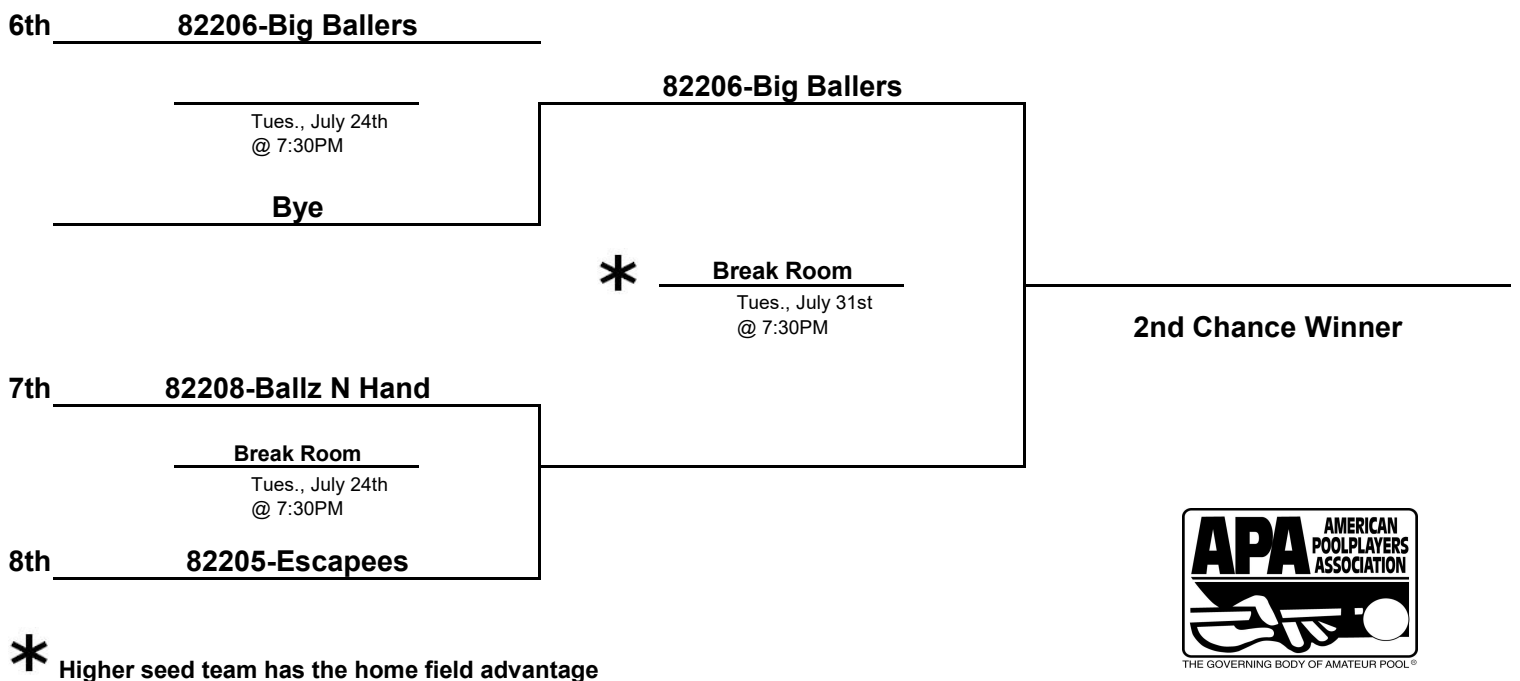 6th 82206-Big Ballers
82206-Big Ballers
Tues., July 24th
@ 7:30PM
Bye
* Break Room
Tues., July 31st
@ 7:30PM
2nd Chance Winner
7th 82208-Ballz N Hand
Break Room
Tues., July 24th
@ 7:30PM
8th 82205-Escapees
APA AMERICAN
POOLPLAYERS
ASSOCIATION
THE GOVERNING BODY OF AMATEUR POOL®
* Higher seed team has the home field advantage